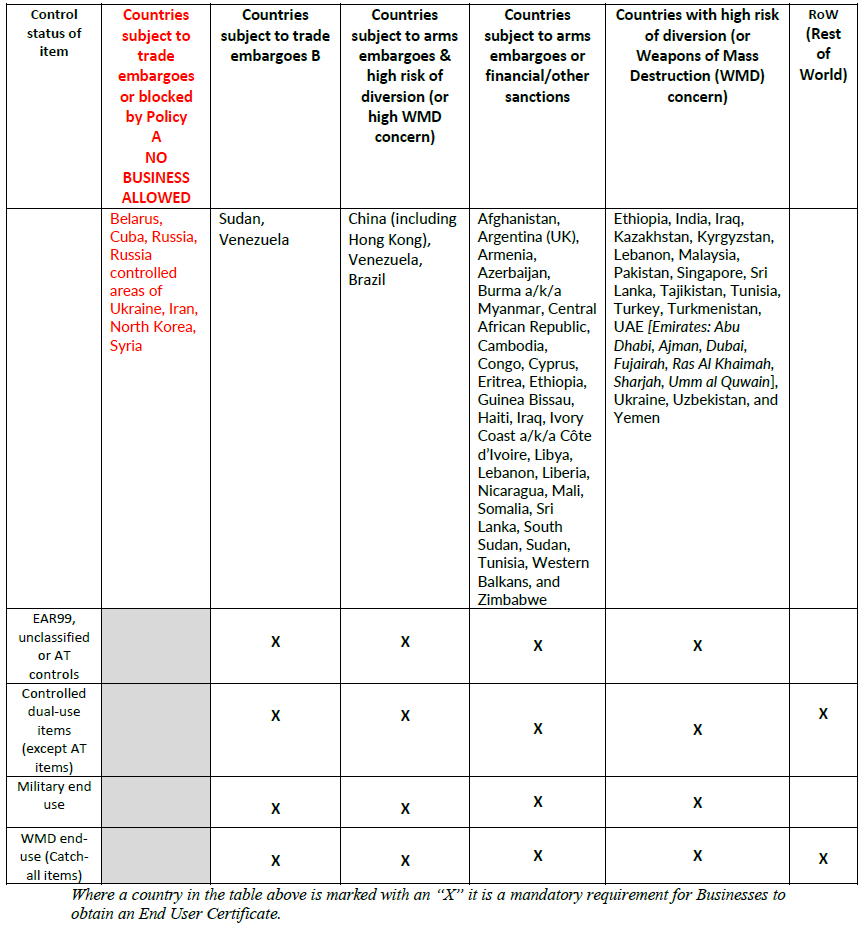 Control
status of
item
Countries
subject to
trade
embargoes
or blocked
by Policy
A
NO
BUSINESS
ALLOWED
Countries
subject to trade
embargoes B
Countries
subject to arms
embargoes &
high risk of
diversion (or
high WMD
concern)
Countries
subject to arms
embargoes or
financial/other
sanctions
Countries with high risk
of diversion (or
Weapons of Mass
Destruction (WMD)
concern)
RoW
(Rest
of
World)
Belarus,
Cuba, Russia,
Russia
controlled
areas of
Ukraine, Iran,
North Korea,
Syria
Sudan,
Venezuela
China (including
Hong Kong),
Venezuela,
Brazil
Afghanistan,
Argentina (UK),
Armenia,
Azerbaijan,
Burma a/k/a
Myanmar, Central
African Republic,
Cambodia,
Congo, Cyprus,
Eritrea, Ethiopia,
Guinea Bissau,
Haiti, Iraq, Ivory
Coast a/k/a Côte
d’Ivoire, Libya,
Lebanon, Liberia,
Nicaragua, Mali,
Somalia, Sri
Lanka, South
Sudan, Sudan,
Tunisia, Western
Balkans, and
Zimbabwe
Ethiopia, India, Iraq,
Kazakhstan, Kyrgyzstan,
Lebanon, Malaysia,
Pakistan, Singapore, Sri
Lanka, Tajikistan, Tunisia,
Turkey, Turkmenistan,
UAE [Emirates: Abu
Dhabi, Ajman, Dubai,
Fujairah, Ras Al Khaimah,
Sharjah, Umm al Quwain],
Ukraine, Uzbekistan, and
Yemen
EAR99,
unclassified
or AT
controls
X
X
X
X
Controlled
dual-use
items
(except AT
items)
X
X
X
X
X
Military end
use
X
X
X
X
WMD end-
use (Catch-
all items)
X
X
X
X
X
Where a country in the table above is marked with an “X” it is a mandatory requirement for Businesses to
obtain an End User Certificate.